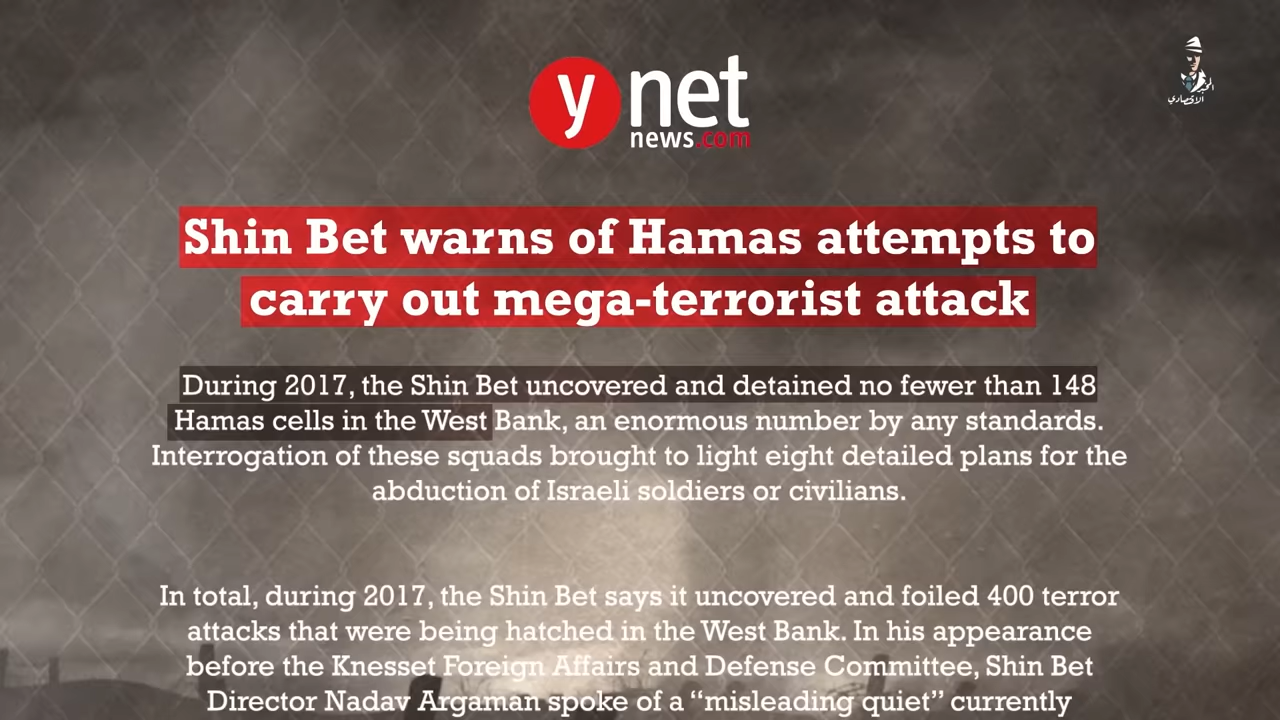 ynet
news.com
المخبر
الاقتصادي
Shin Bet warns of Hamas attempts to
carry out mega-terrorist attack
During 2017, the Shin Bet uncovered and detained no fewer than 148
Hamas cells in the West Bank, an enormous number by any standards.
Interrogation of these squads brought to light eight detailed plans for the
abduction of Israeli soldiers or civilians.
In total, during 2017, the Shin Bet says it uncovered and foiled 400 terror
attacks that were being hatched in the West Bank. In his appearance
before the Knesset Foreign Affairs and Defense Committee, Shin Bet
Director Nadav Argaman spoke of a “misleading quiet” currently